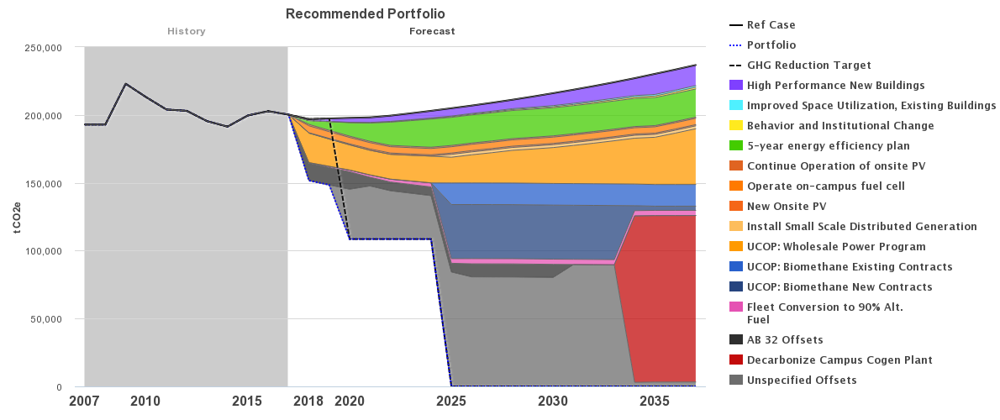 Recommended Portfolio
History
Forecast
250,000
200,000
150,000
100,000
50,000
0
tCO2e
2007
2010
2015
2018
2020
2025
2030
2035
Ref Case
Portfolio
GHG Reduction Target
High Performance New Buildings
Improved Space Utilization, Existing Buildings
Behavior and Institutional Change
5-year energy efficiency plan
Continue Operation of onsite PV
Operate on-campus fuel cell
New Onsite PV
Install Small Scale Distributed Generation
UCOP: Wholesale Power Program
UCOP: Biomethane Existing Contracts
UCOP: Biomethane New Contracts
Fleet Conversion to 90% Alt.
Fuel
AB 32 Offsets
Decarbonize Campus Cogen Plant
Unspecified Offsets